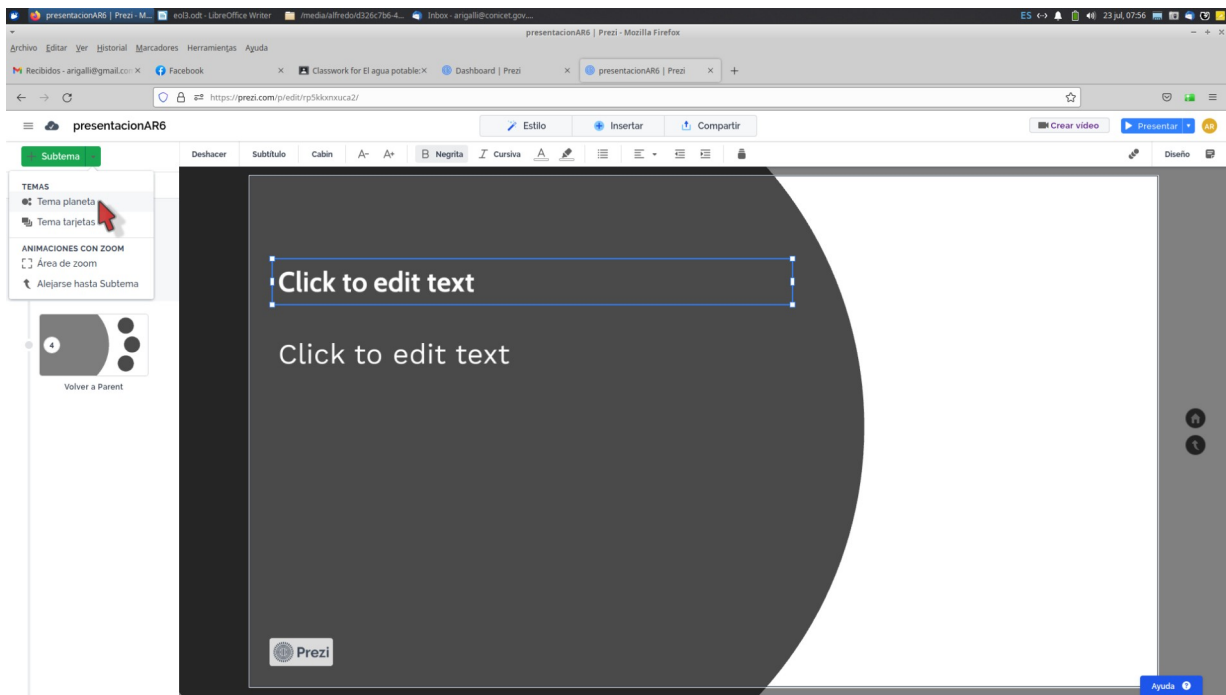 presentacionAR6 | Prezi - M...
eol3.odt - LibreOffice Writer
/media/alfredo/d326c7b6-4...
Inbox - arigalli@conicet.gov....
ES
23 jul, 07:56
presentacionAR6 | Prezi - Mozilla Firefox
Archivo Editar Ver Historial Marcadores Herramientas Ayuda
Recibidos - arigalli@gmail.co
Facebook
Classwork for El agua potable:
Dashboard | Prezi
presentacionAR6 | Prezi
https://prezi.com/p/edit/rp5kkxnxuca2/
presentacionAR6
Estilo
Insertar
Compartir
Crear vídeo
Presentar
AR
+ Subtema
Deshacer
Subtítulo
Cabin
A-
A+
B Negrita
I Cursiva
A
Diseño
TEMAS
Tema planeta
Tema tarjetas
ANIMACIONES CON ZOOM
Área de zoom
Alejarse hasta Subtema
4
Volver a Parent
Click to edit text
Click to edit text
Prezi
Ayuda ?